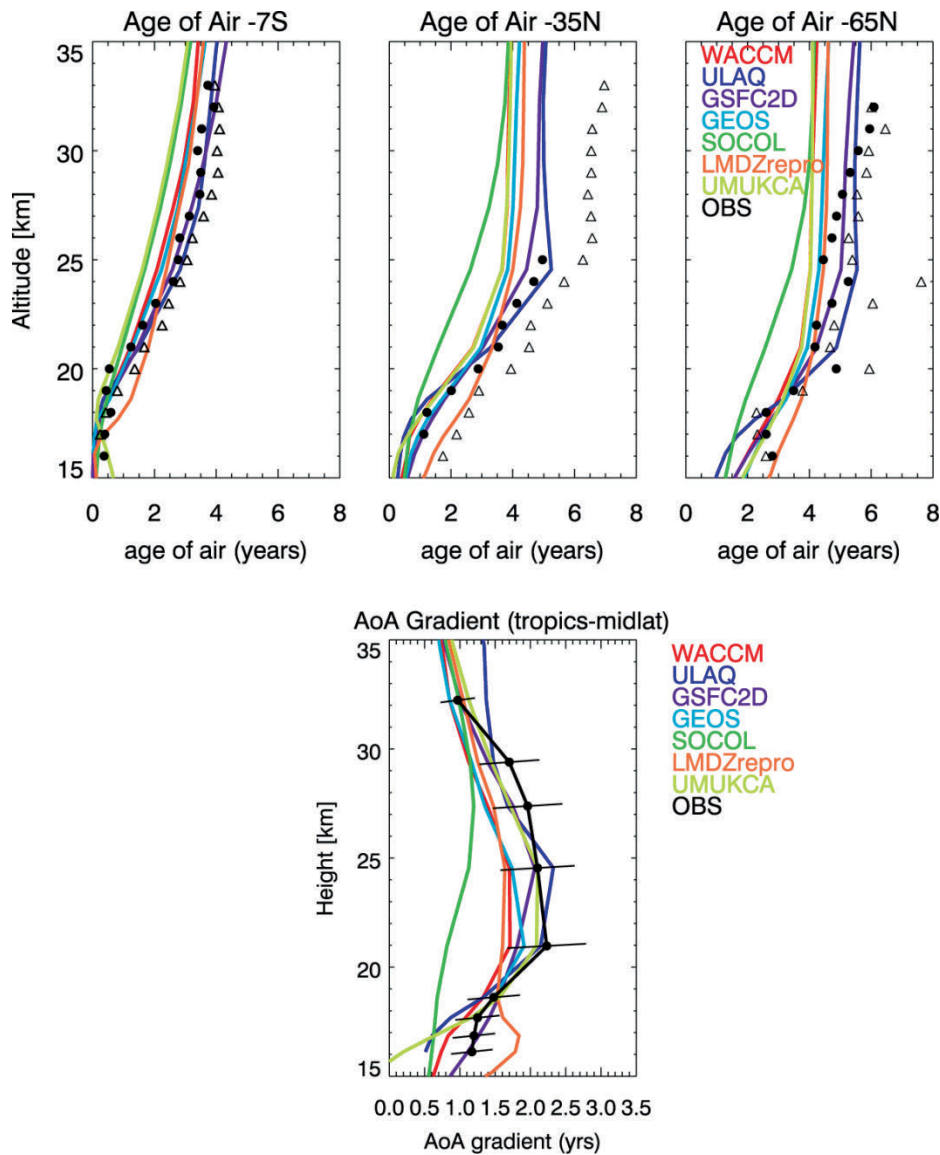 Age of Air -7S
Age of Air -35N
Age of Air -65N
35
30
25
20
15
Altitude [km]
WACCM
ULAQ
GSFC2D
GEOS
SOCOL
LMDZrepro
UMUKCA
OBS
0 2 4 6 8
0 2 4 6 8
0 2 4 6 8
age of air (years)
age of air (years)
age of air (years)
AoA Gradient (tropics-midlat)
35
30
25
20
15
Height [km]
WACCM
ULAQ
GSFC2D
GEOS
SOCOL
LMDZrepro
UMUKCA
OBS
0.0 0.5 1.0 1.5 2.0 2.5 3.0 3.5
AoA gradient (yrs)